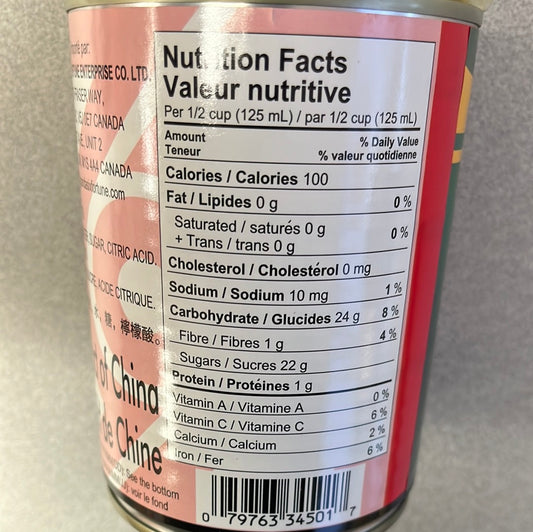 porté par:
NE ENTERPRISE CO. LTD.
FRASER WAY,
CANADA
E, UNIT 2
CANADA
SUGAR, CITRIC ACID.
ACIDE CITRIQUE.
水，糖，檸檬酸。
of China
Chine
See the bottom
voir le fond
Nutrition Facts
Valeur nutritive
Per 1/2 cup (125 mL) / par 1/2 cup (125 mL)
Amount % Daily Value
Teneur % valeur quotidienne
Calories / Calories 100
Fat / Lipides 0 g 0 %
Saturated / saturés 0 g 0 %
+ Trans / trans 0 g
Cholesterol / Cholestérol 0 mg
Sodium / Sodium 10 mg 1 %
Carbohydrate / Glucides 24 g 8 %
Fibre / Fibres 1 g 4 %
Sugars / Sucres 22 g
Protein / Protéines 1 g
Vitamin A / Vitamine A 0 %
Vitamin C / Vitamine C 6 %
Calcium / Calcium 2 %
Iron / Fer 6 %
0 79763 34501 7